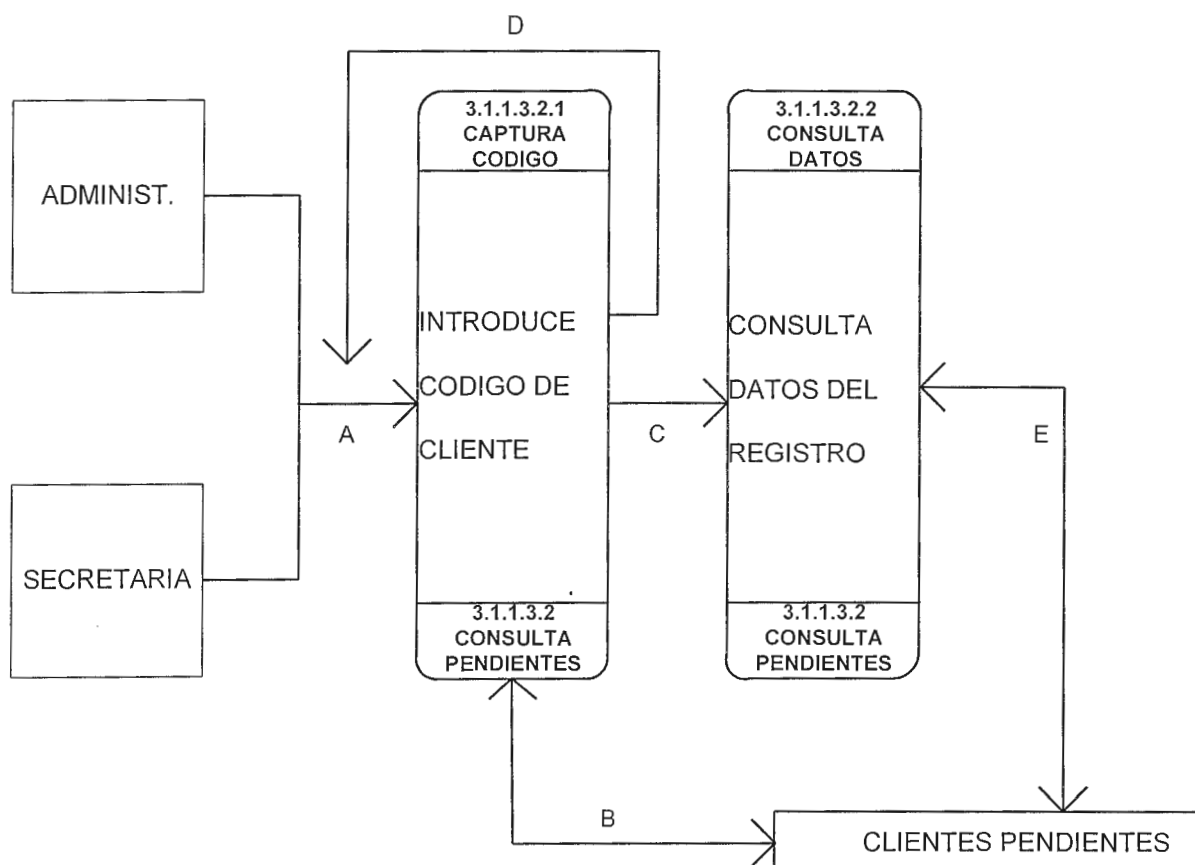 D
3.1.1.3.2.1
CAPTURA
CODIGO
3.1.1.3.2.2
CONSULTA
DATOS
ADMINIST.
INTRODUCE
CODIGO DE
CLIENTE
CONSULTA
DATOS DEL
REGISTRO
A
C
E
SECRETARIA
3.1.1.3.2
CONSULTA
PENDIENTES
3.1.1.3.2
CONSULTA
PENDIENTES
B
CLIENTES PENDIENTES